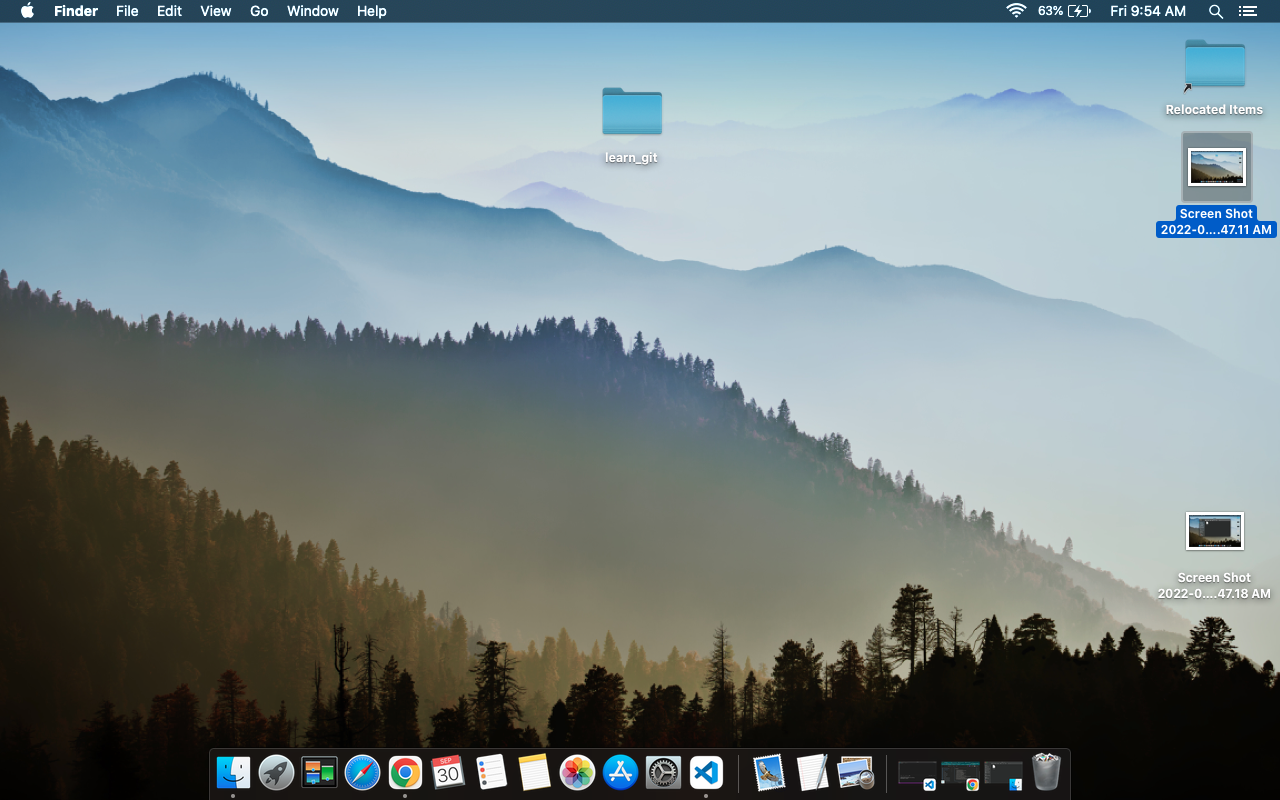 Finder File Edit View Go Window Help 63% Fri 9:54 AM
Relocated Items
learn_git
Screen Shot
2022-0....47.11 AM
Screen Shot
2022-0....47.18 AM
SEP
30